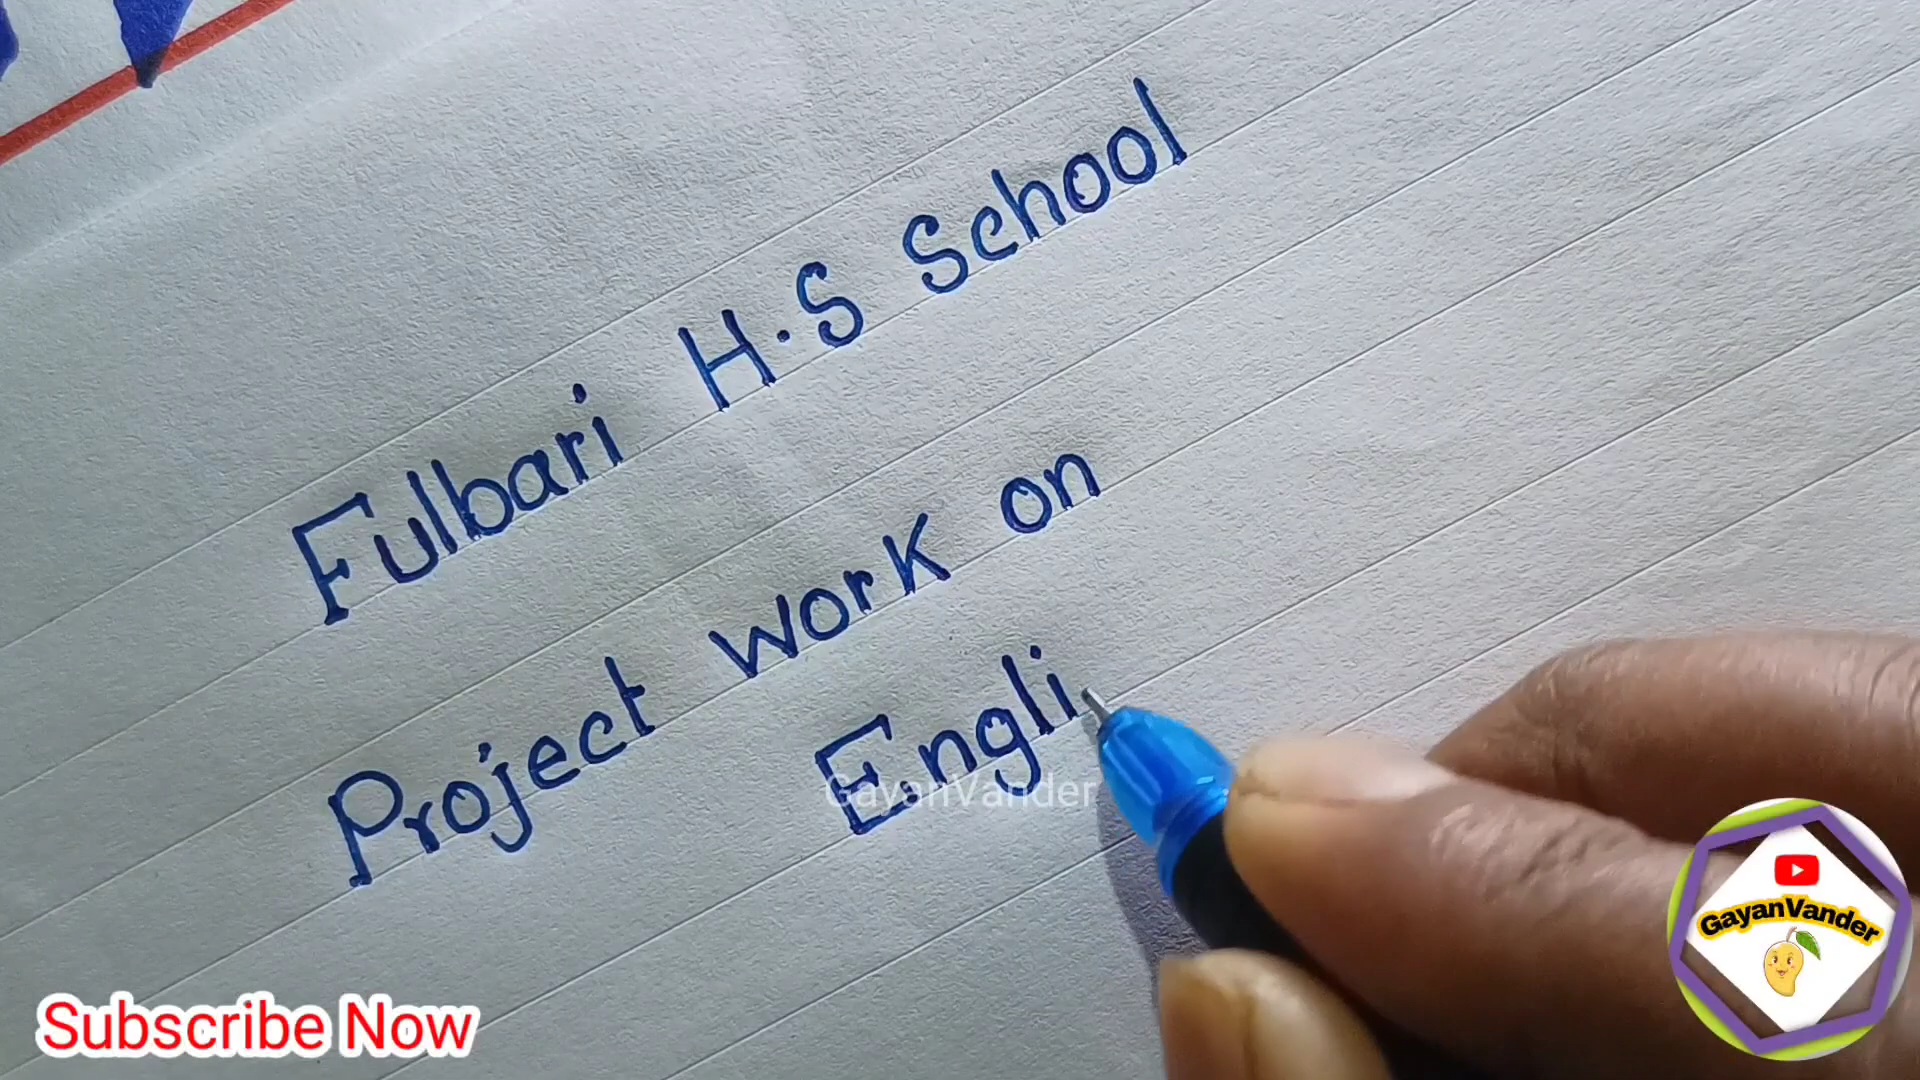 Fulbari H.S School
Project work on
Engli
GayanVander
GayanVander
Subscribe Now